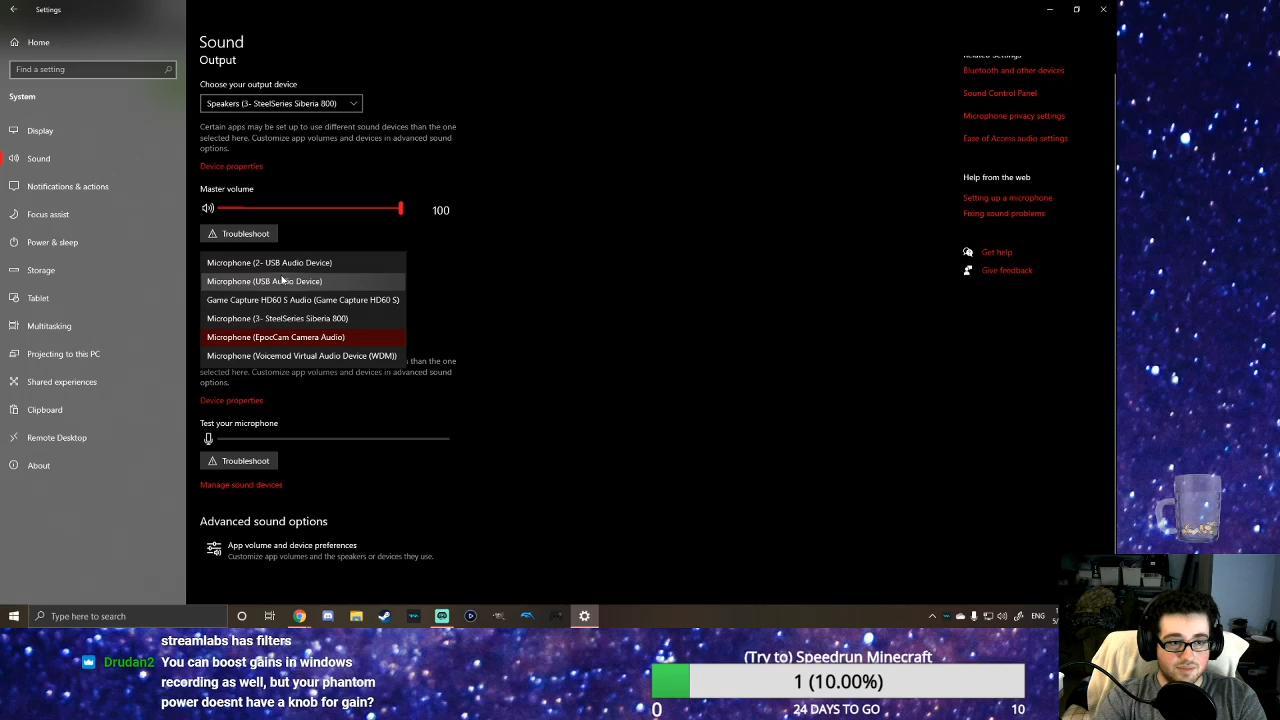 Settings
Home
Find a setting
System
Display
Sound
Notifications & actions
Focus assist
Power & sleep
Storage
Tablet
Multitasking
Projecting to this PC
Shared experiences
Clipboard
Remote Desktop
About
Sound
Output
Choose your output device
Speakers (3- SteelSeries Siberia 800)
Certain apps may be set up to use different sound devices than the one
selected here. Customize app volumes and devices in advanced sound
options.
Device properties
Master volume
100
Troubleshoot
Microphone (2- USB Audio Device)
Microphone (USB Audio Device)
Game Capture HD60 S Audio (Game Capture HD60 S)
Microphone (3- SteelSeries Siberia 800)
Microphone (EpocCam Camera Audio)
Microphone (Voicemod Virtual Audio Device (WDM))
than the one
selected here. Customize app volumes and devices in advanced sound
options.
Device properties
Test your microphone
Troubleshoot
Manage sound devices
Advanced sound options
App volume and device preferences
Customize app volumes and the speakers or devices they use.
Related Settings
Bluetooth and other devices
Sound Control Panel
Microphone privacy settings
Ease of Access audio settings
Help from the web
Setting up a microphone
Fixing sound problems
Get help
Give feedback
Type here to search
ENG
streamlabs has filters
Drudan2 You can boost gains in windows
recording as well, but your phantom
power doesnt have a knob for gain?
(Try to) Speedrun Minecraft
1 (10.00%)
0 24 DAYS TO GO 10